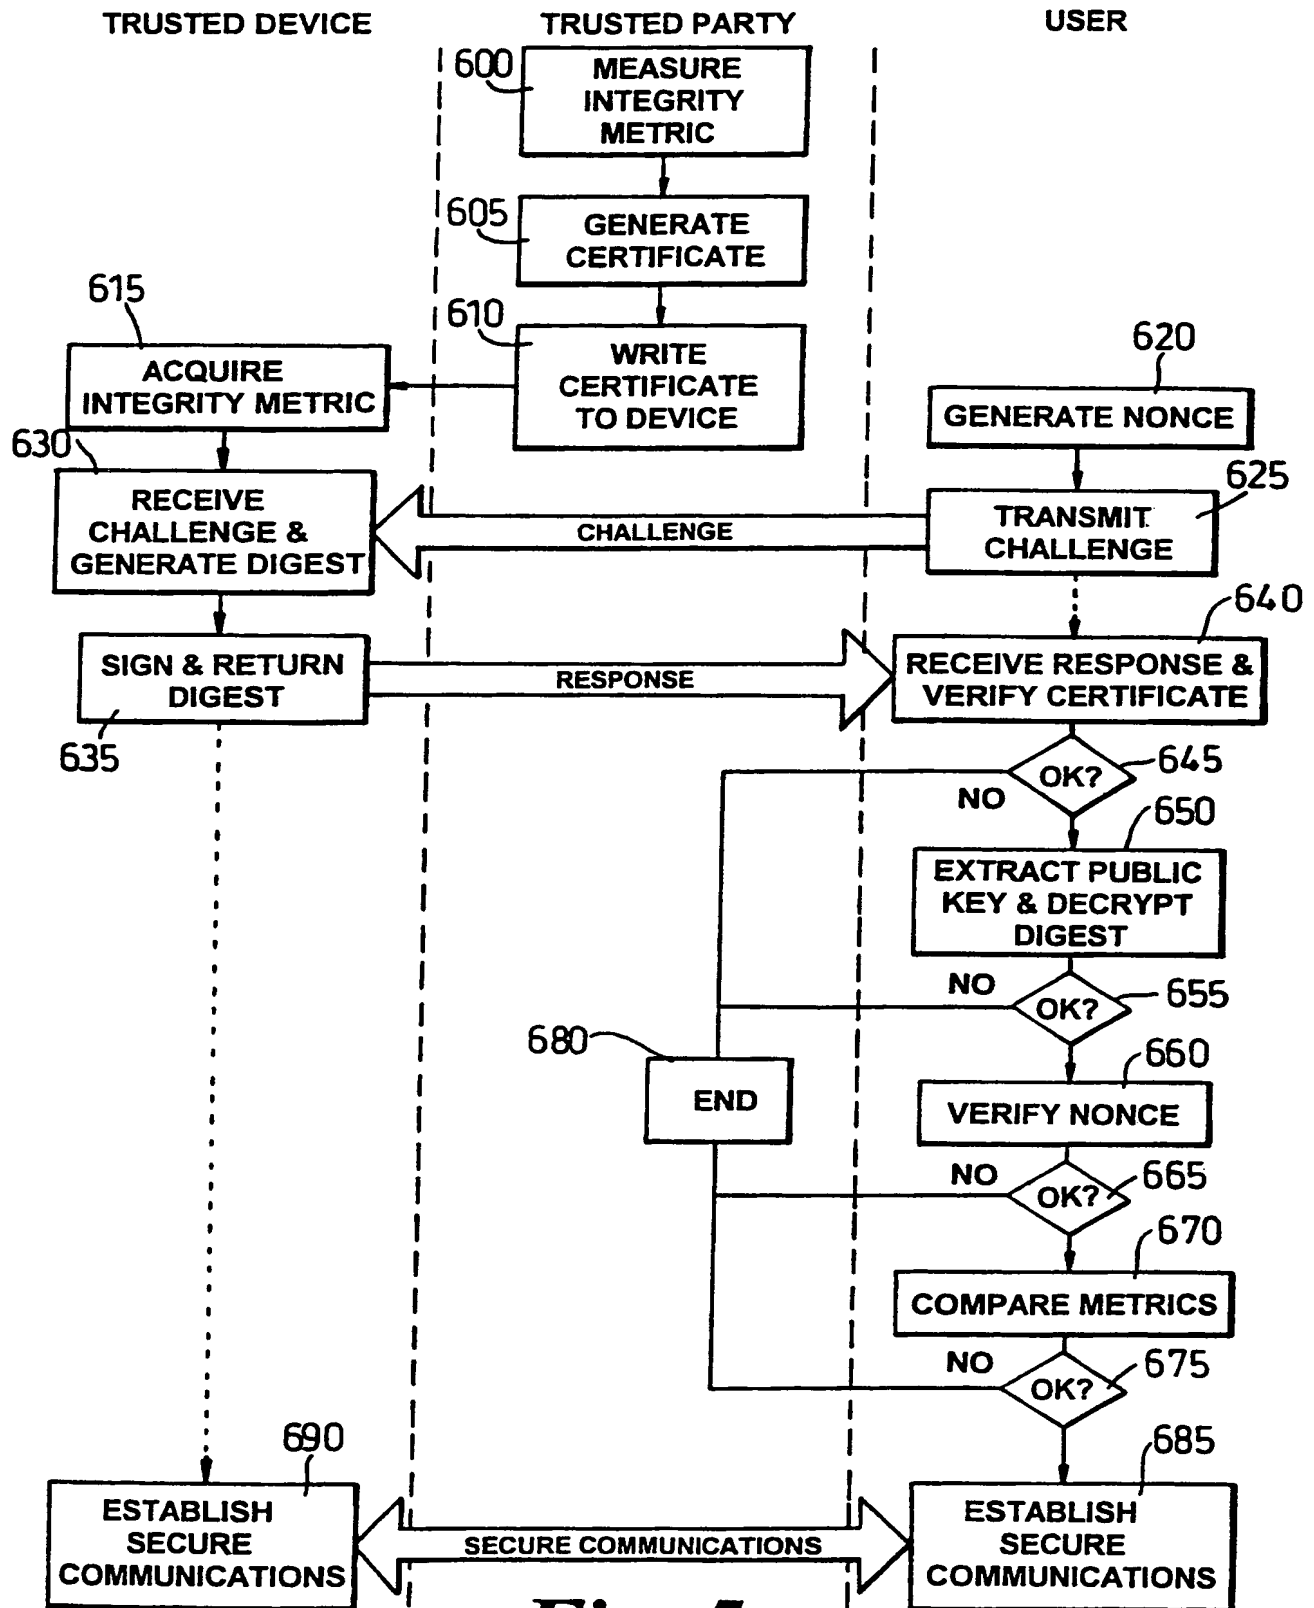 TRUSTED DEVICE
TRUSTED PARTY
USER
600
MEASURE
INTEGRITY
METRIC
605
GENERATE
CERTIFICATE
610
WRITE
CERTIFICATE
TO DEVICE
615
ACQUIRE
INTEGRITY METRIC
620
GENERATE NONCE
625
TRANSMIT
CHALLENGE
CHALLENGE
630
RECEIVE
CHALLENGE &
GENERATE DIGEST
635
SIGN & RETURN
DIGEST
RESPONSE
640
RECEIVE RESPONSE &
VERIFY CERTIFICATE
645
OK?
NO
650
EXTRACT PUBLIC
KEY & DECRYPT
DIGEST
655
OK?
NO
660
VERIFY NONCE
665
OK?
NO
670
COMPARE METRICS
675
OK?
NO
680
END
685
ESTABLISH
SECURE
COMMUNICATIONS
SECURE COMMUNICATIONS
690
ESTABLISH
SECURE
COMMUNICATIONS